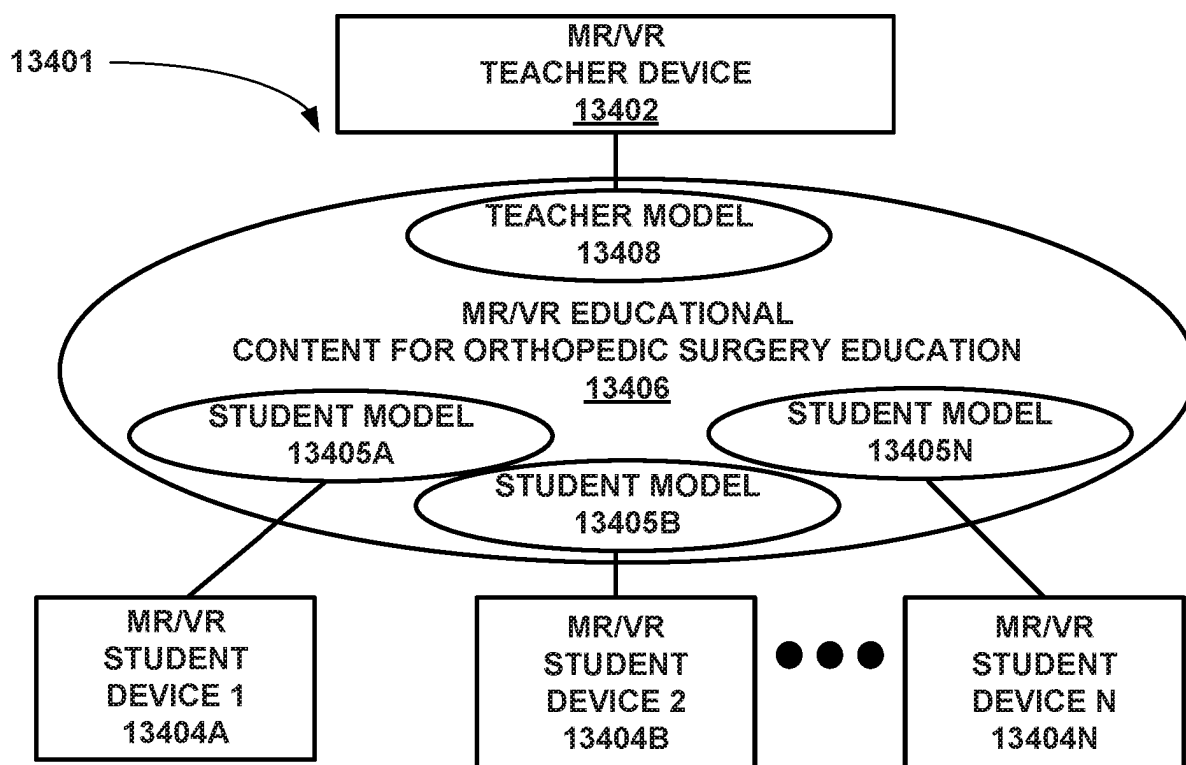 13401
MR/VR
TEACHER DEVICE
13402
TEACHER MODEL
13408
MR/VR EDUCATIONAL
CONTENT FOR ORTHOPEDIC SURGERY EDUCATION
13406
STUDENT MODEL
13405A
STUDENT MODEL
13405B
STUDENT MODEL
13405N
MR/VR
STUDENT
DEVICE 1
13404A
MR/VR
STUDENT
DEVICE 2
13404B
MR/VR
STUDENT
DEVICE N
13404N